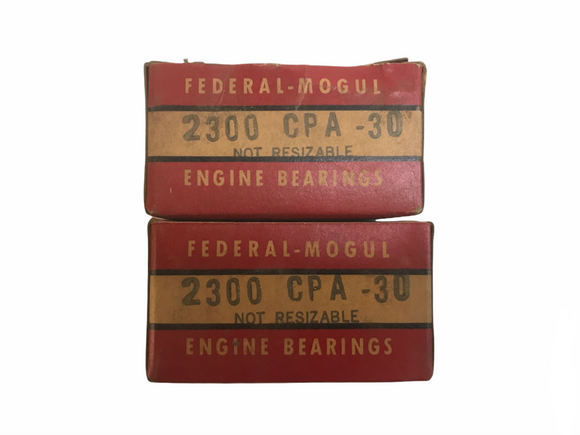 FEDERAL-MOGUL
2300 CPA -30
NOT RESIZABLE
ENGINE BEARINGS
FEDERAL-MOGUL
2300 CPA -30
NOT RESIZABLE
ENGINE BEARINGS